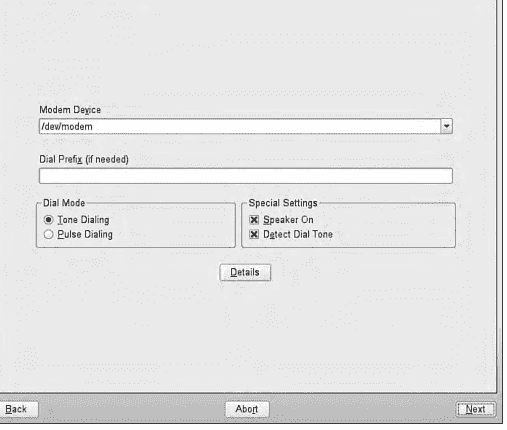 Modem Device
/dev/modem
Dial Prefix (if needed)
Dial Mode
Special Settings
Tone Dialing
Speaker On
Pulse Dialing
Detect Dial Tone
Details
Back
Abort
Next